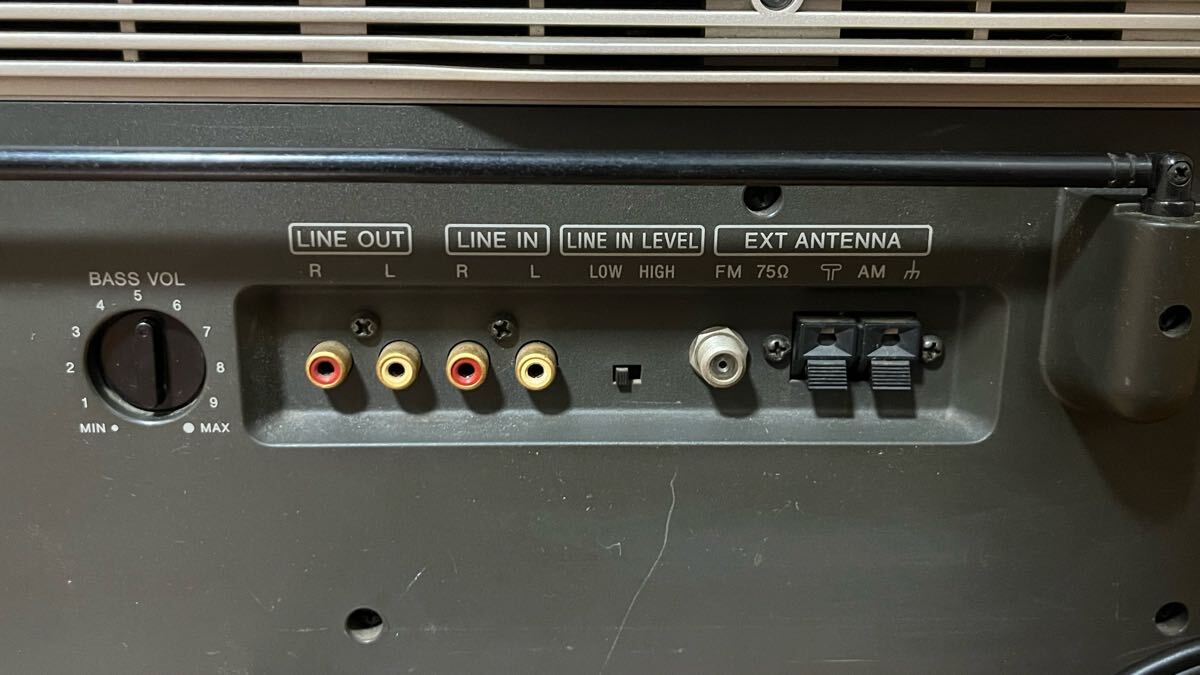 LINE OUT LINE IN LINE IN LEVEL EXT ANTENNA
R L R L LOW HIGH FM 75Ω AM
BASS VOL
1 2 3 4 5 6 7 8 9
MIN MAX